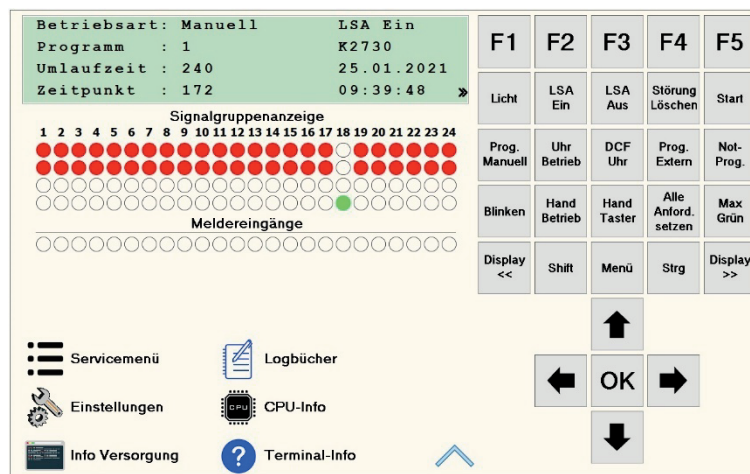 Betriebsart: Manuell LSA Ein
Programm : 1 K2730
Umlaufzeit : 240 25.01.2021
Zeitpunkt : 172 09:39:48 »
Signalgruppenanzeige
1 2 3 4 5 6 7 8 9 10 11 12 13 14 15 16 17 18 19 20 21 22 23 24
Meldereingänge
Servicemenü
Logbücher
Einstellungen
CPU
CPU-Info
Info Versorgung
?
Terminal-Info
F1 F2 F3 F4 F5
Licht
LSA
Ein
LSA
Aus
Störung
Löschen
Start
Prog.
Manuell
Uhr
Betrieb
DCF
Uhr
Prog.
Extern
Not-
Prog.
Blinken
Hand
Betrieb
Hand
Taster
Alle
Anford.
setzen
Max
Grün
Display
<<
Shift
Menü
Strg
Display
>>
OK